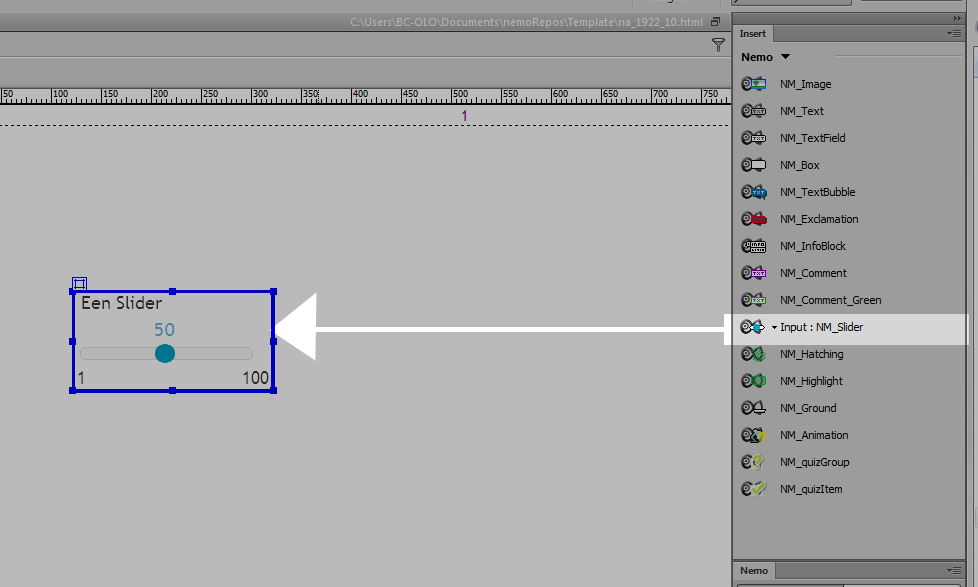 C:\Users\BC-OLO\Documents\nemoRepos\Template\na_1922_10.html
Insert
Nemo
50 100 150 200 250 300 350 400 450 500 550 600 650 700 750
1
NM_Image
NM_Text
NM_TextField
NM_Box
NM_TextBubble
NM_Exclamation
NM_InfoBlock
NM_Comment
NM_Comment_Green
Input : NM_Slider
NM_Hatching
NM_Highlight
NM_Ground
NM_Animation
NM_quizGroup
NM_quizItem
Een Slider
50
1 100
Nemo